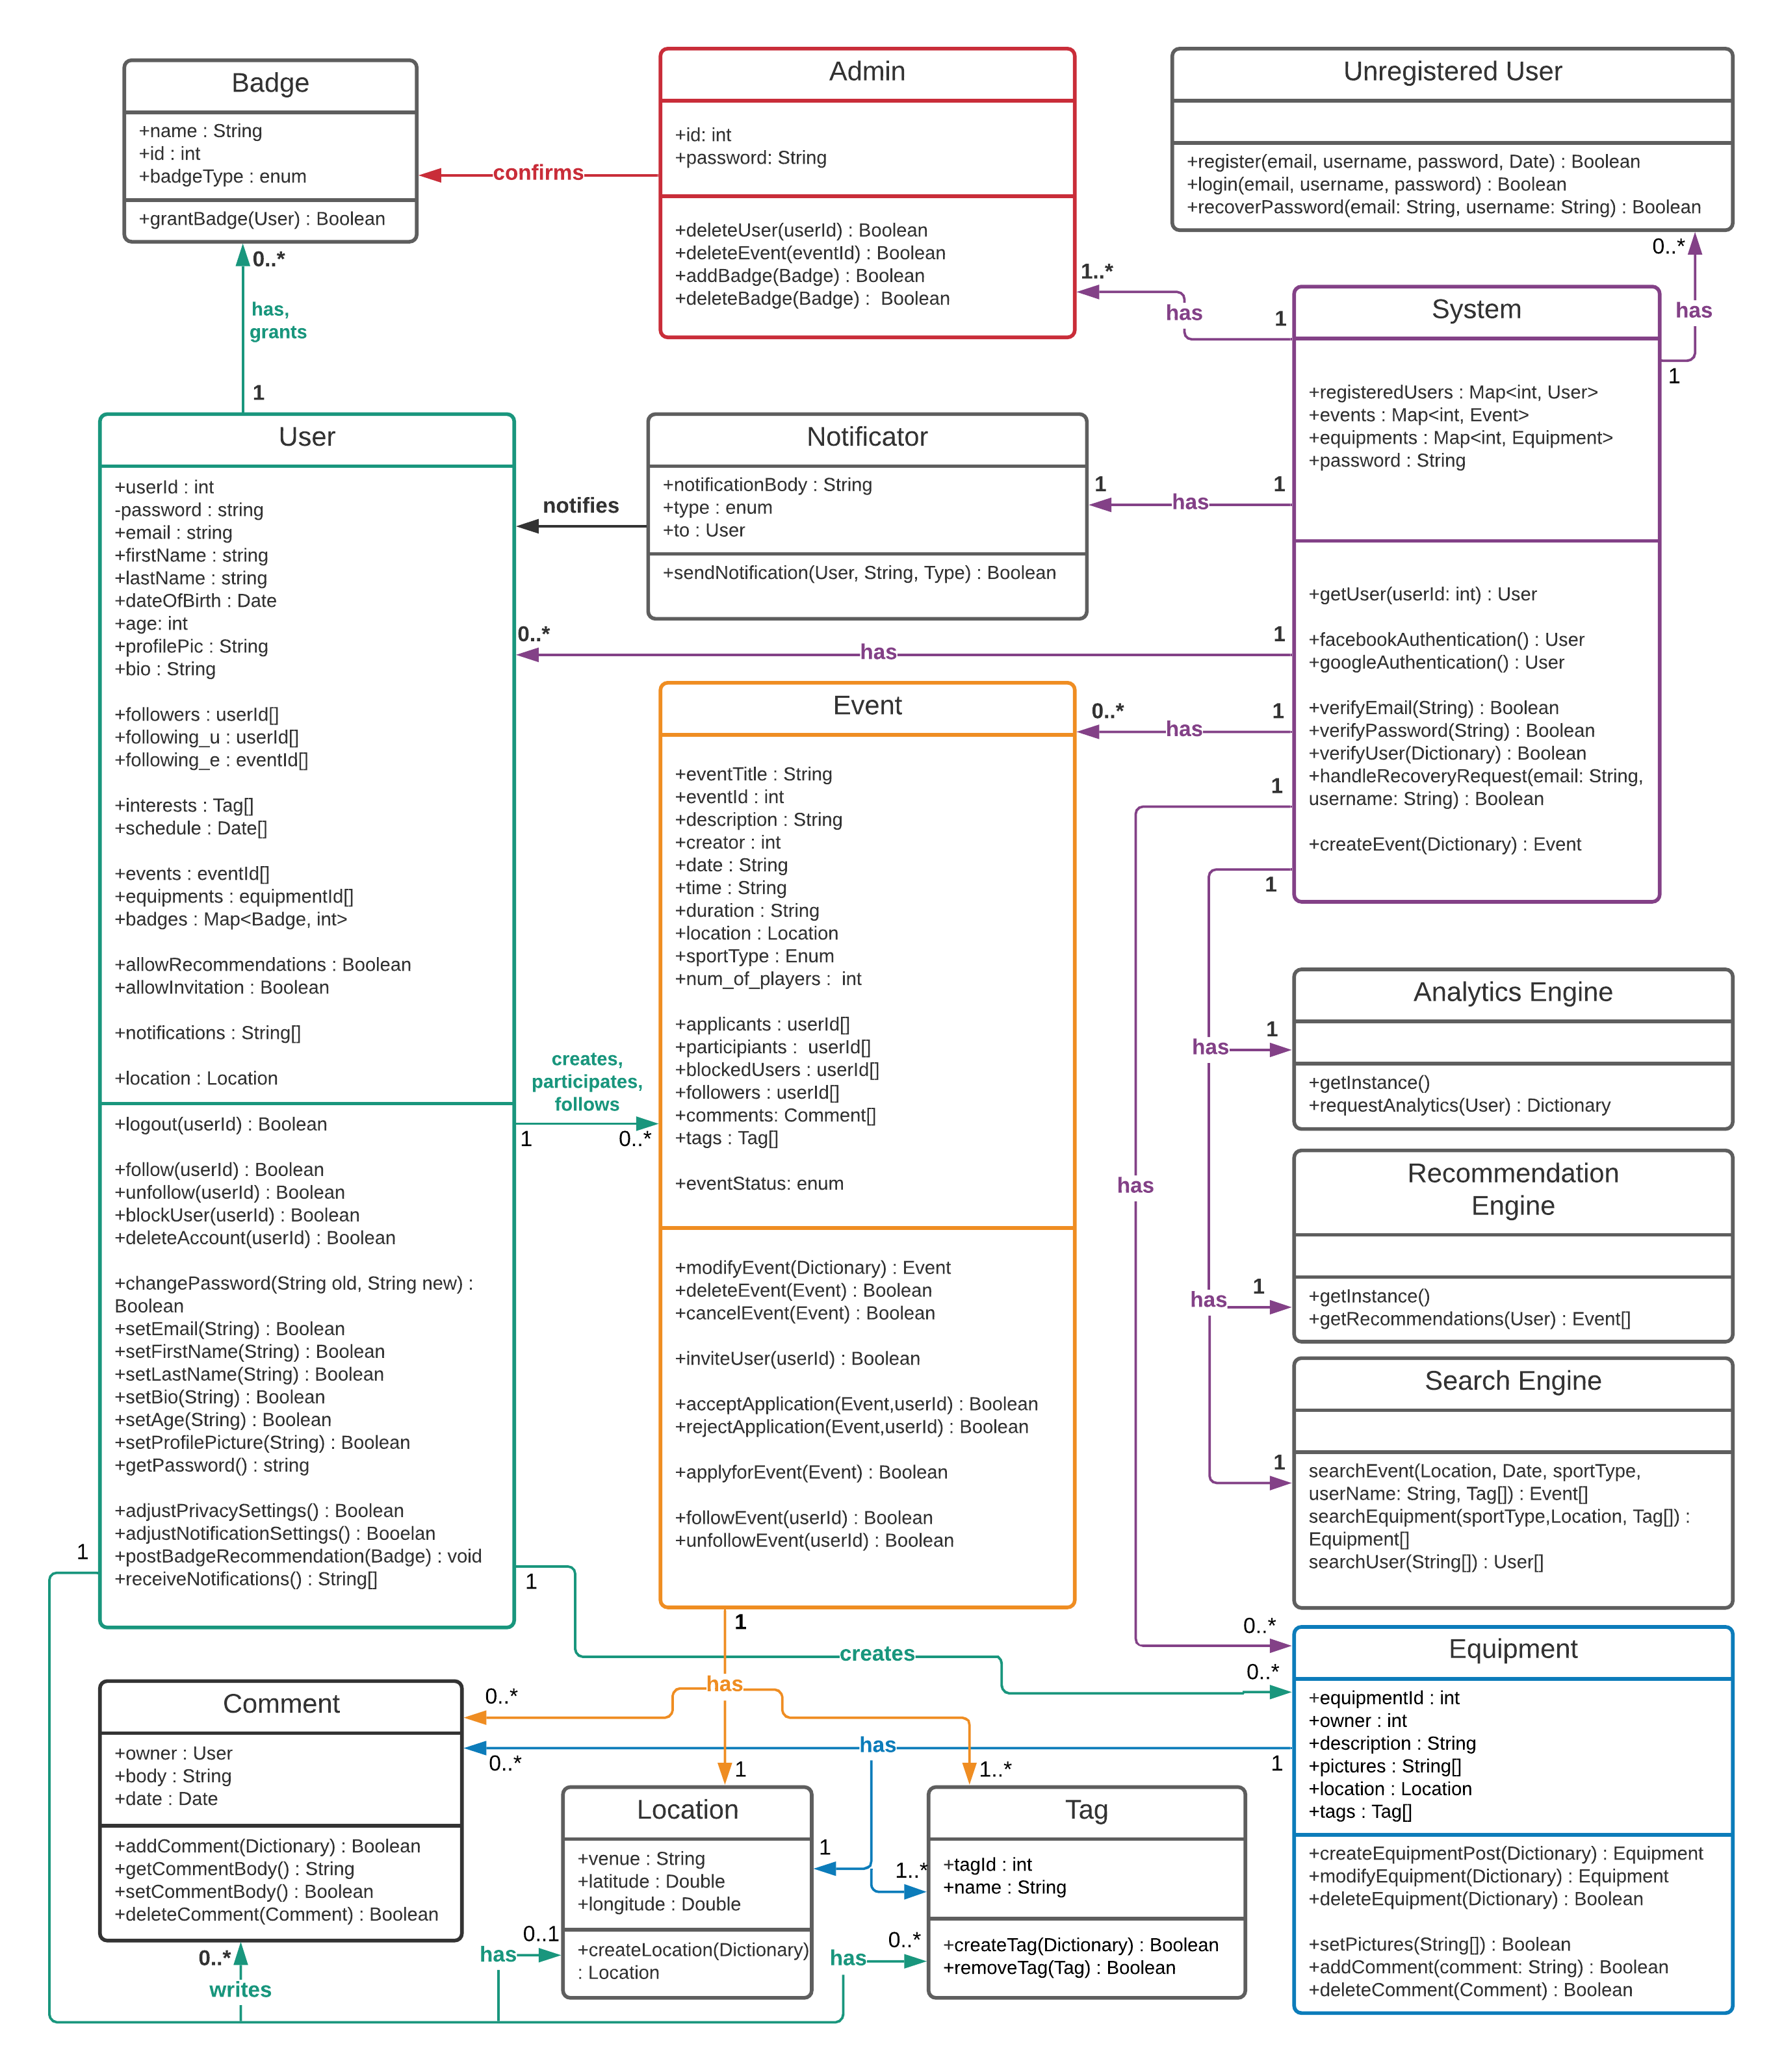 Badge
+name : String
+id : int
+badgeType : enum
+grantBadge(User) : Boolean
confirms
Admin
+id: int
+password: String
+deleteUser(userId) : Boolean
+deleteEvent(eventId) : Boolean
+addBadge(Badge) : Boolean
+deleteBadge(Badge) :  Boolean
Unregistered User
+register(email, username, password, Date) : Boolean
+login(email, username, password) : Boolean
+recoverPassword(email: String, username: String) : Boolean
0..*
has
1
1..*
has
1
0..*
has,
grants
1
System
+registeredUsers : Map<int, User>
+events : Map<int, Event>
+equipments : Map<int, Equipment>
+password : String
+getUser(userId: int) : User
+facebookAuthentication() : User
+googleAuthentication() : User
+verifyEmail(String) : Boolean
+verifyPassword(String) : Boolean
+verifyUser(Dictionary) : Boolean
+handleRecoveryRequest(email: String,
username: String) : Boolean
+createEvent(Dictionary) : Event
User
+userId : int
-password : string
+email : string
+firstName : string
+lastName : string
+dateOfBirth : Date
+age: int
+profilePic : String
+bio : String
+followers : userId[]
+following_u : userId[]
+following_e : eventId[]
+interests : Tag[]
+schedule : Date[]
+events : eventId[]
+equipments : equipmentId[]
+badges : Map<Badge, int>
+allowRecommendations : Boolean
+allowInvitation : Boolean
+notifications : String[]
+location : Location
+logout(userId) : Boolean
+follow(userId) : Boolean
+unfollow(userId) : Boolean
+blockUser(userId) : Boolean
+deleteAccount(userId) : Boolean
+changePassword(String old, String new) :
Boolean
+setEmail(String) : Boolean
+setFirstName(String) : Boolean
+setLastName(String) : Boolean
+setBio(String) : Boolean
+setAge(String) : Boolean
+setProfilePicture(String) : Boolean
+getPassword() : string
+adjustPrivacySettings() : Boolean
+adjustNotificationSettings() : Booelan
+postBadgeRecommendation(Badge) : void
+receiveNotifications() : String[]
notifies
Notificator
+notificationBody : String
+type : enum
+to : User
+sendNotification(User, String, Type) : Boolean
1
has
1
0..*
has
1
0..*
has
1
1
1
Event
+eventTitle : String
+eventId : int
+description : String
+creator : int
+date : String
+time : String
+duration : String
+location : Location
+sportType : Enum
+num_of_players :  int
+applicants : userId[]
+participiants :  userId[]
+blockedUsers : userId[]
+followers : userId[]
+comments: Comment[]
+tags : Tag[]
+eventStatus: enum
+modifyEvent(Dictionary) : Event
+deleteEvent(Event) : Boolean
+cancelEvent(Event) : Boolean
+inviteUser(userId) : Boolean
+acceptApplication(Event,userId) : Boolean
+rejectApplication(Event,userId) : Boolean
+applyforEvent(Event) : Boolean
+followEvent(userId) : Boolean
+unfollowEvent(userId) : Boolean
creates,
participates,
follows
1
0..*
Analytics Engine
+getInstance()
+requestAnalytics(User) : Dictionary
has
1
Recommendation
Engine
+getInstance()
+getRecommendations(User) : Event[]
has
1
has
Search Engine
searchEvent(Location, Date, sportType,
userName: String, Tag[]) : Event[]
searchEquipment(sportType,Location, Tag[]) :
Equipment[]
searchUser(String[]) : User[]
1
0..*
1
1
creates
0..*
1
has
0..*
1
1..*
Equipment
+equipmentId : int
+owner : int
+description : String
+pictures : String[]
+location : Location
+tags : Tag[]
+createEquipmentPost(Dictionary) : Equipment
+modifyEquipment(Dictionary) : Equipment
+deleteEquipment(Dictionary) : Boolean
+setPictures(String[]) : Boolean
+addComment(comment: String) : Boolean
+deleteComment(Comment) : Boolean
Comment
+owner : User
+body : String
+date : Date
+addComment(Dictionary) : Boolean
+getCommentBody() : String
+setCommentBody() : Boolean
+deleteComment(Comment) : Boolean
0..*
has
1
1
1..*
Location
+venue : String
+latitude : Double
+longitude : Double
+createLocation(Dictionary)
: Location
Tag
+tagId : int
+name : String
+createTag(Dictionary) : Boolean
+removeTag(Tag) : Boolean
0..*
writes
has
0..1
has
0..*